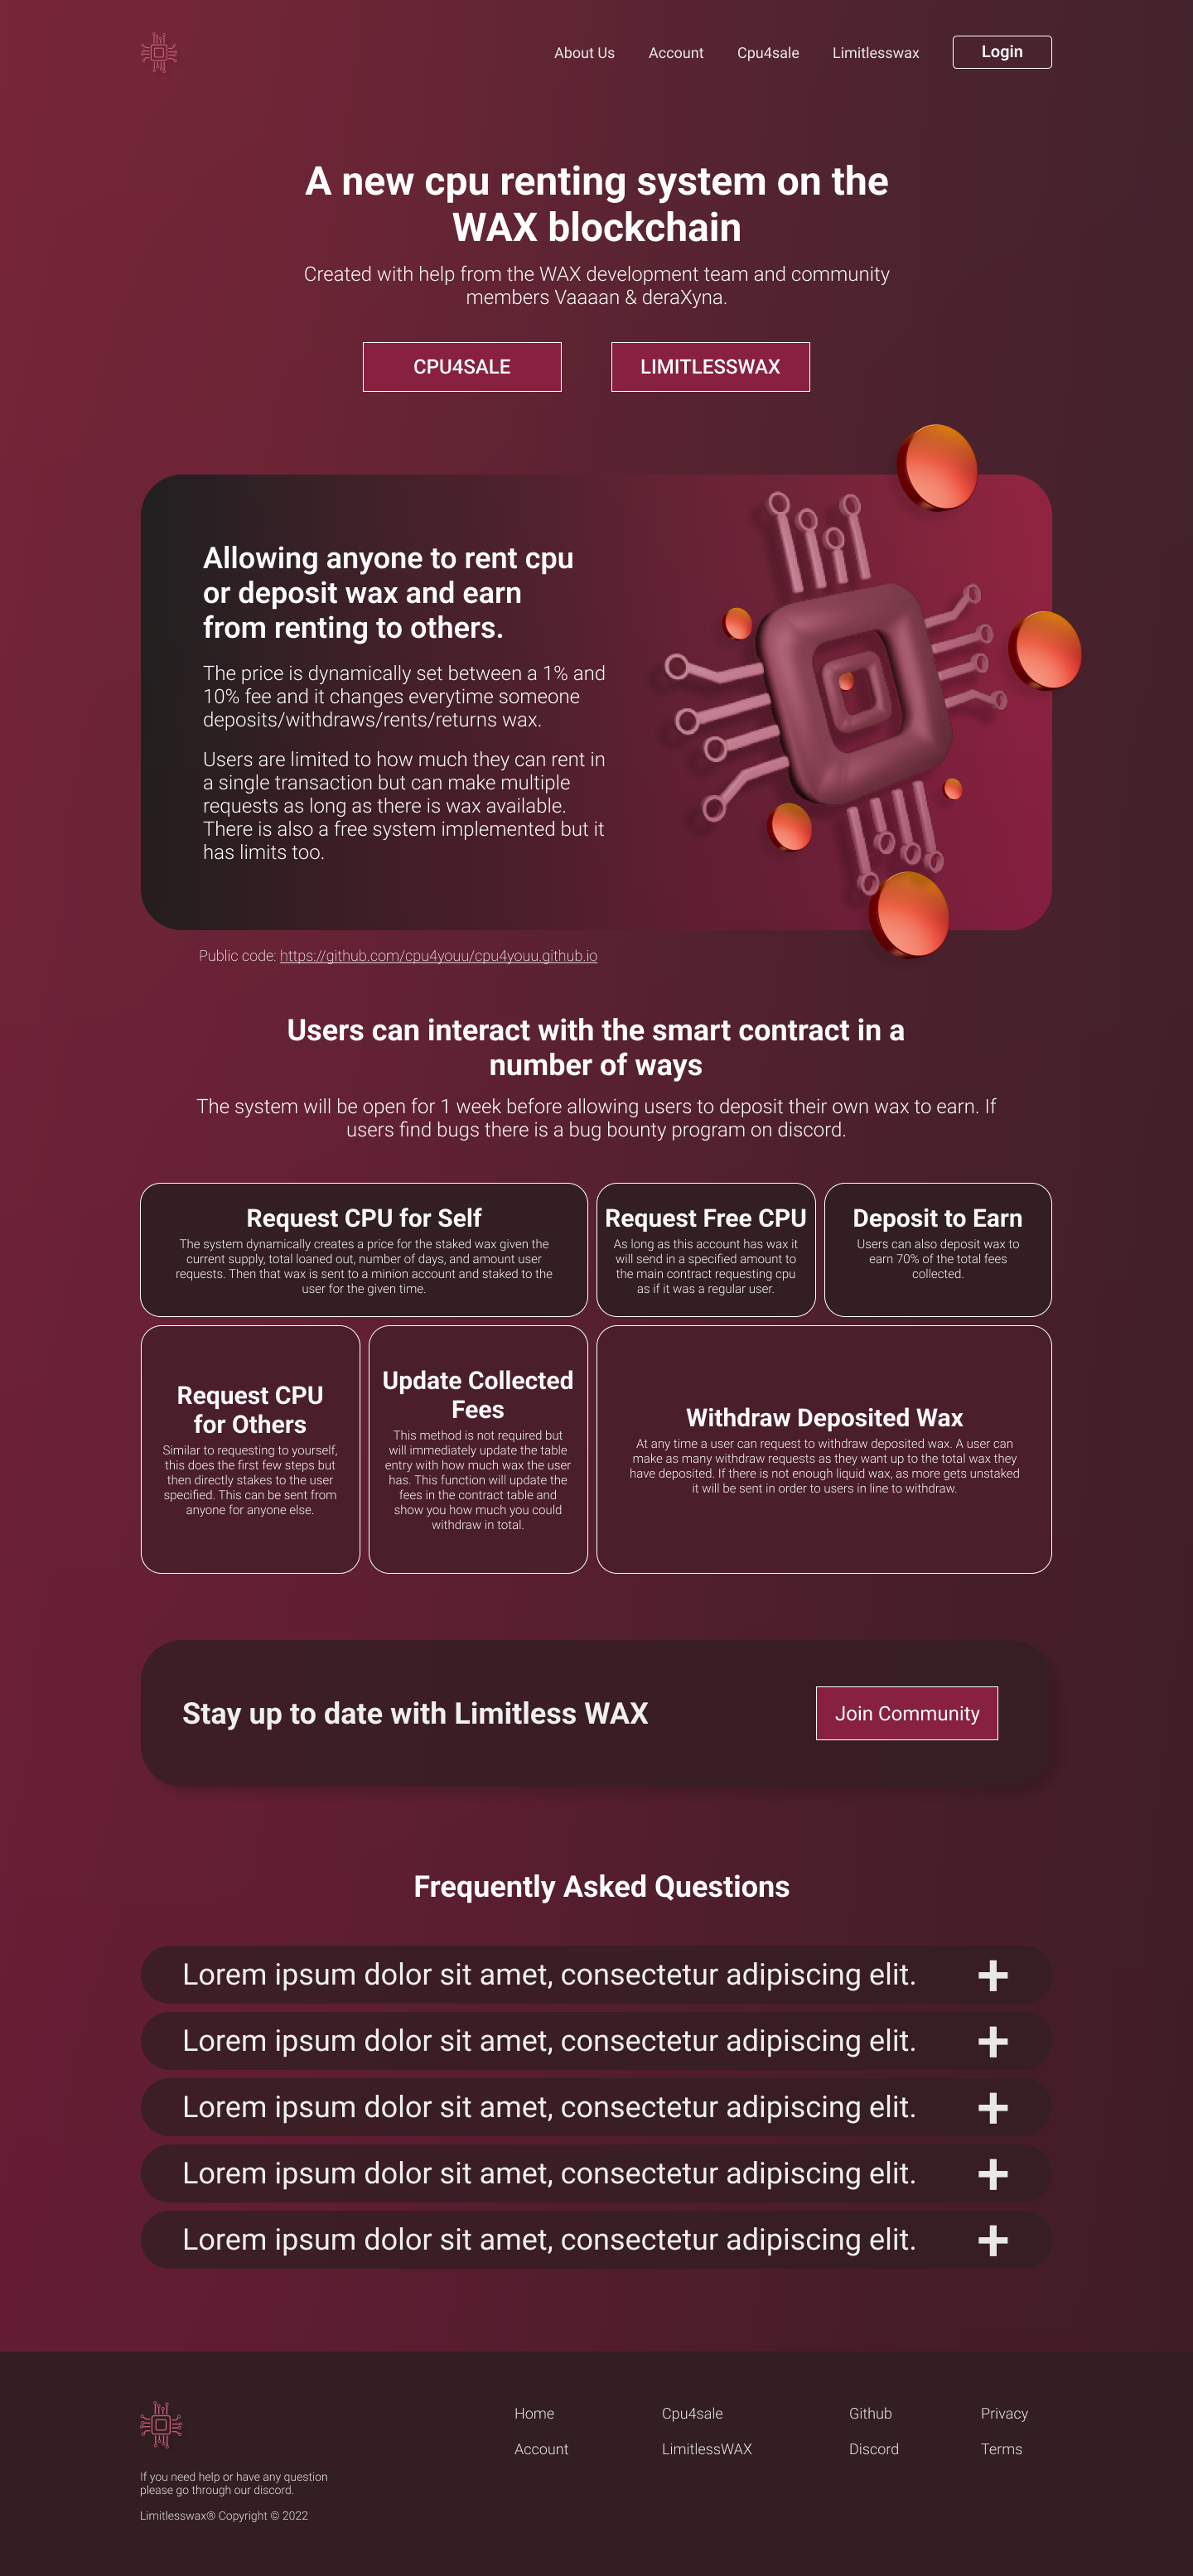 About Us
Account
Cpu4sale
Limitlesswax
Login
A new cpu renting system on the
WAX blockchain
Created with help from the WAX development team and community
members Vaaaan & deraXyna.
CPU4SALE
LIMITLESSWAX
Allowing anyone to rent cpu
or deposit wax and earn
from renting to others.
The price is dynamically set between a 1% and
10% fee and it changes everytime someone
deposits/withdraws/rents/returns wax.
Users are limited to how much they can rent in
a single transaction but can make multiple
requests as long as there is wax available.
There is also a free system implemented but it
has limits too.
Public code: https://github.com/cpu4youu/cpu4youu.github.io
Users can interact with the smart contract in a
number of ways
The system will be open for 1 week before allowing users to deposit their own wax to earn. If
users find bugs there is a bug bounty program on discord.
Request CPU for Self
The system dynamically creates a price for the staked wax given the
current supply, total loaned out, number of days, and amount user
requests. Then that wax is sent to a minion account and staked to the
user for the given time.
Request Free CPU
As long as this account has wax it
will send in a specified amount to
the main contract requesting cpu
as if it was a regular user.
Deposit to Earn
Users can also deposit wax to
earn 70% of the total fees
collected.
Request CPU
for Others
Similar to requesting to yourself,
this does the first few steps but
then directly stakes to the user
specified. This can be sent from
anyone for anyone else.
Update Collected
Fees
This method is not required but
will immediately update the table
entry with how much wax the user
has. This function will update the
fees in the contract table and
show you how much you could
withdraw in total.
Withdraw Deposited Wax
At any time a user can request to withdraw deposited wax. A user can
make as many withdraw requests as they want up to the total wax they
have deposited. If there is not enough liquid wax, as more gets unstaked
it will be sent in order to users in line to withdraw.
Stay up to date with Limitless WAX
Join Community
Frequently Asked Questions
Lorem ipsum dolor sit amet, consectetur adipiscing elit.
Lorem ipsum dolor sit amet, consectetur adipiscing elit.
Lorem ipsum dolor sit amet, consectetur adipiscing elit.
Lorem ipsum dolor sit amet, consectetur adipiscing elit.
Lorem ipsum dolor sit amet, consectetur adipiscing elit.
Home
Cpu4sale
Github
Privacy
Account
LimitlessWAX
Discord
Terms
If you need help or have any question
please go through our discord.
Limitlesswax® Copyright © 2022